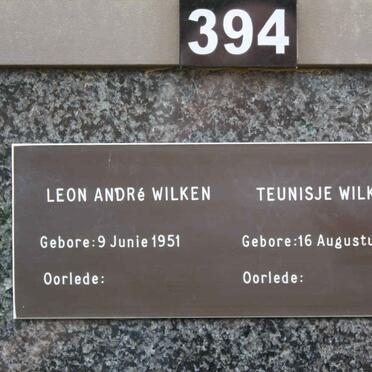 394
LEON ANDRé WILKEN TEUNISJE WILK
Gebore: 9 Junie 1951 Gebore: 16 Augustu
Oorlede: Oorlede: